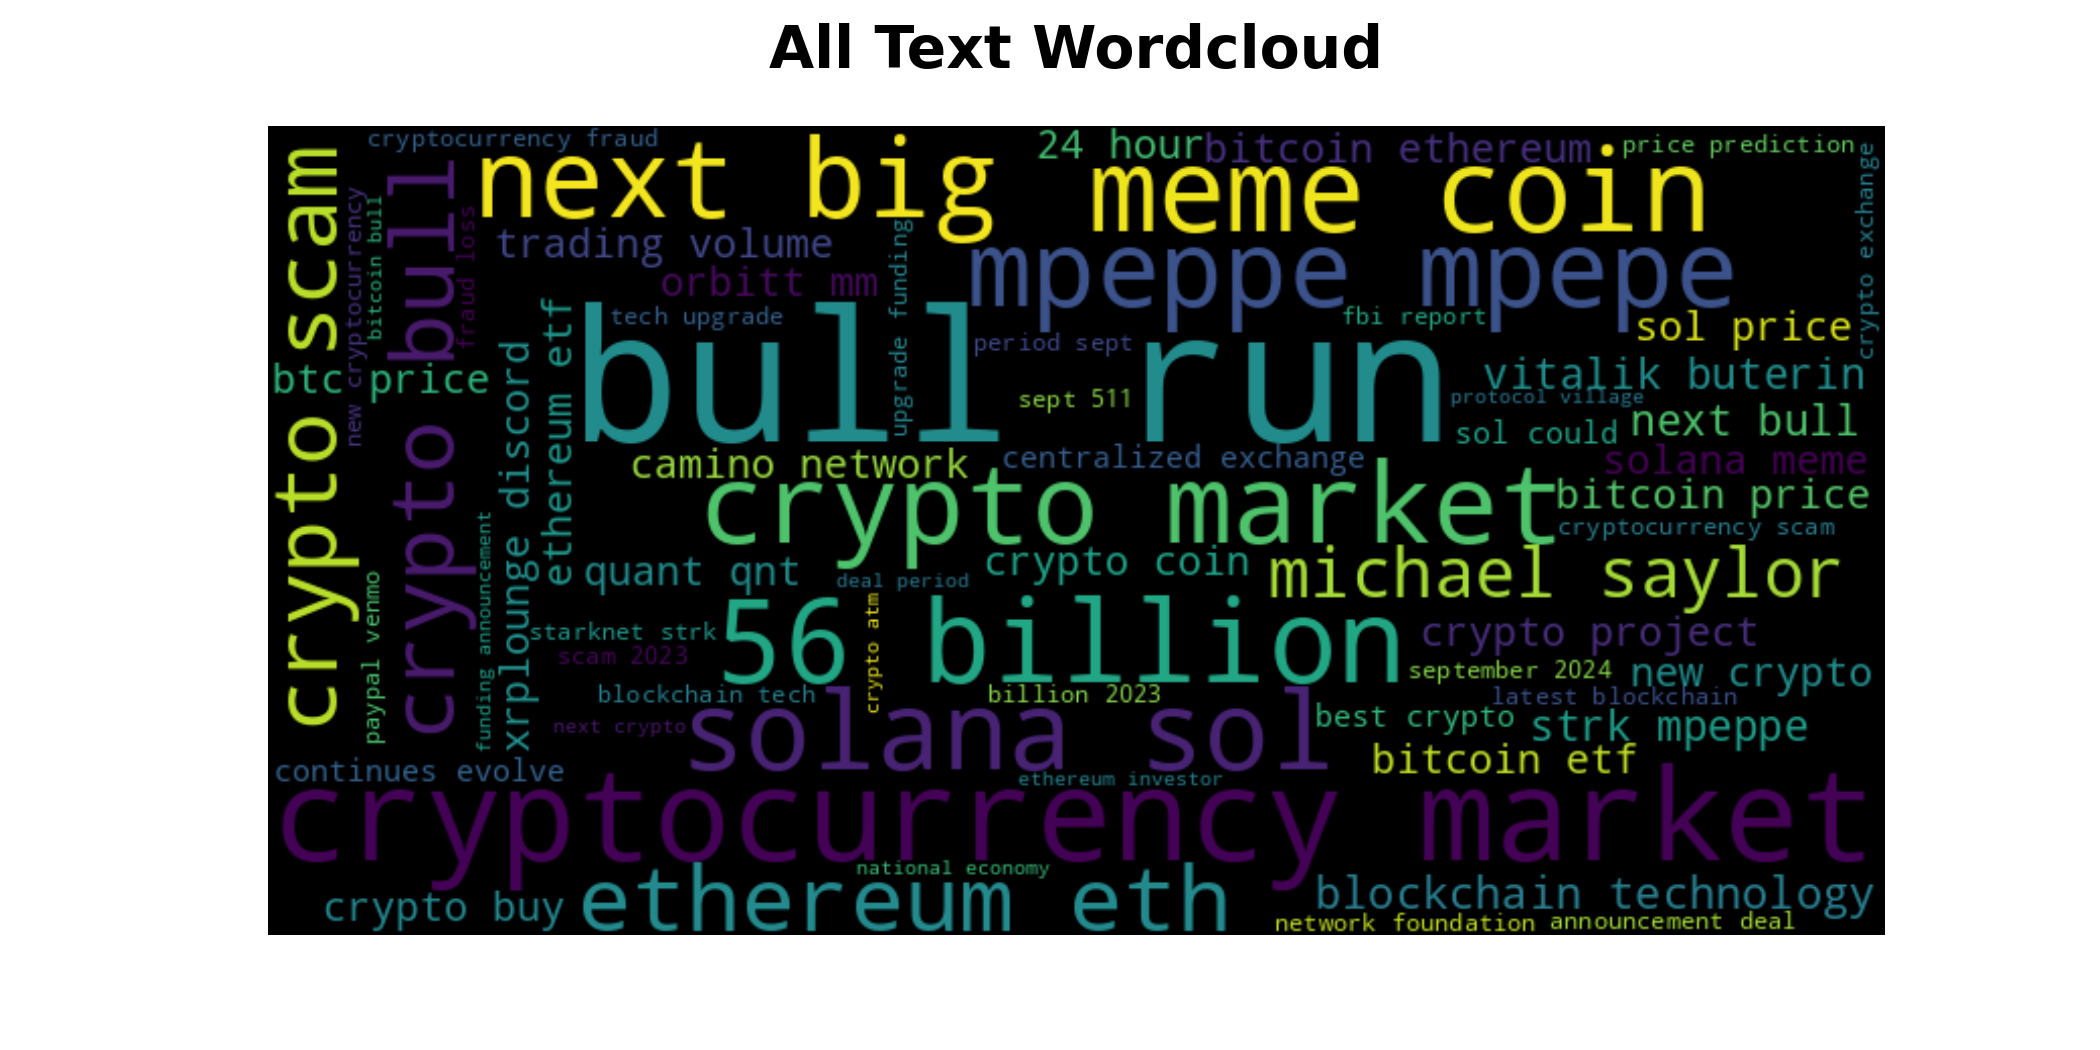 All Text Wordcloud
cryptocurrency fraud
next big
24 hour
bitcoin ethereum
price prediction
meme coin
crypto scam
crypto bull
new cryptocurrency
bitcoin bull
fraud loss
crypto exchange
trading volume
upgrade funding
mpeppe mpepe
orbitt mm
tech upgrade
bull run
fbi report
sol price
period sept
ethereum etf
xrplounge discord
btc price
vitalik buterin
sept 511
protocol village
next bull
sol could
camino network
centralized exchange
solana meme
crypto market
bitcoin price
cryptocurrency scam
funding announcement
crypto coin
michael saylor
quant qnt
deal period
paypal venmo
crypto atm
56 billion
starknet strk
crypto project
scam 2023
september 2024
new crypto
blockchain tech
billion 2023
latest blockchain
next crypto
solana sol
best crypto
strk mpeppe
bitcoin etf
continues evolve
ethereum investor
cryptocurrency market
national economy
crypto buy
ethereum eth
blockchain technology
network foundation
announcement deal